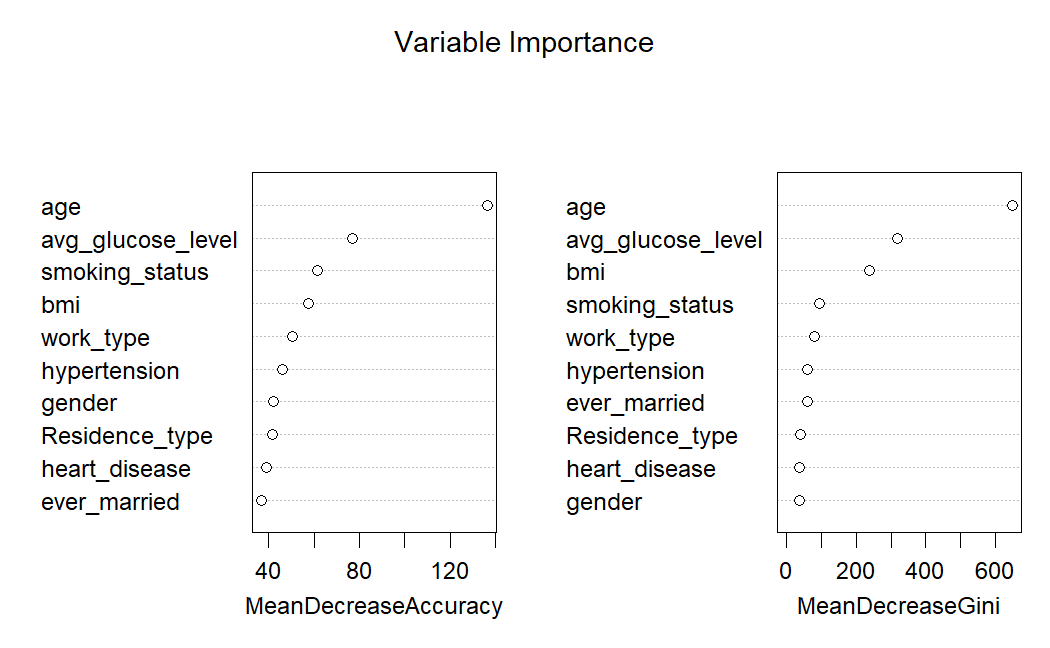 Variable Importance
age
avg_glucose_level
smoking_status
bmi
work_type
hypertension
gender
Residence_type
heart_disease
ever_married
40 80 120
MeanDecreaseAccuracy
age
avg_glucose_level
bmi
smoking_status
work_type
hypertension
ever_married
Residence_type
heart_disease
gender
0 200 400 600
MeanDecreaseGini